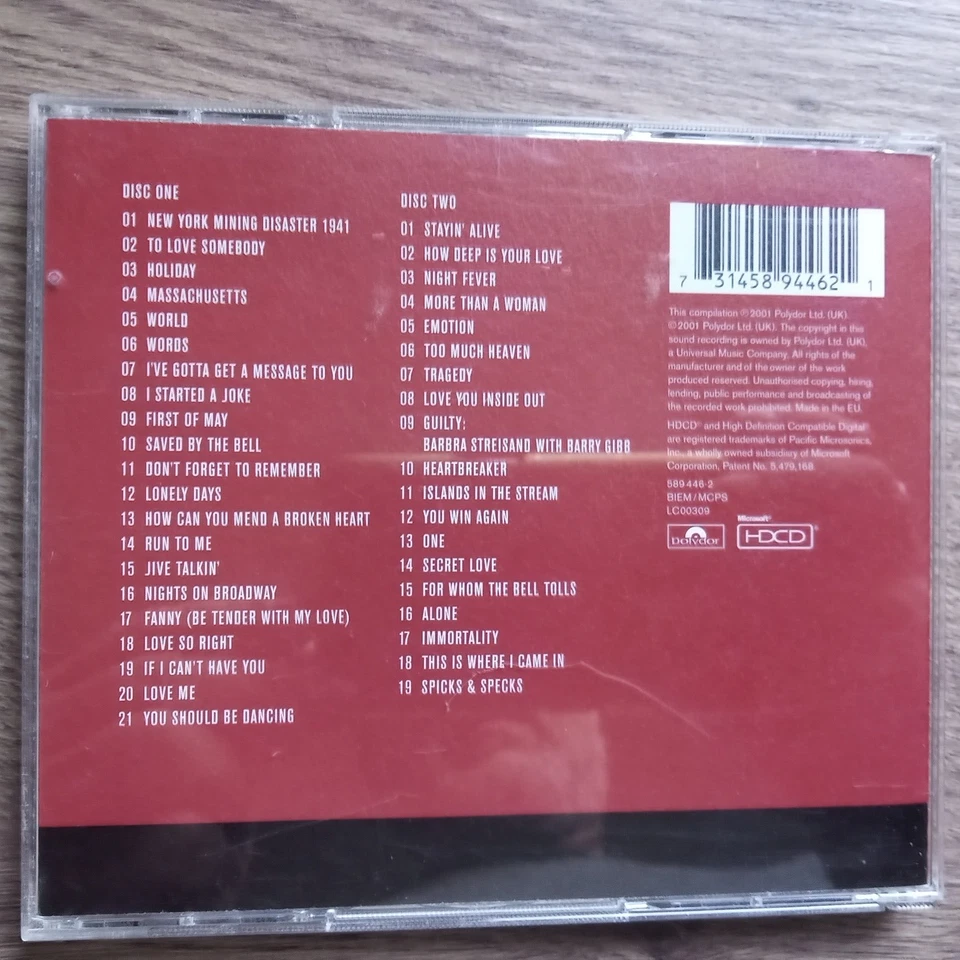 DISC ONE
01 NEW YORK MINING DISASTER 1941
02 TO LOVE SOMEBODY
03 HOLIDAY
04 MASSACHUSETTS
05 WORLD
06 WORDS
07 I'VE GOTTA GET A MESSAGE TO YOU
08 I STARTED A JOKE
09 FIRST OF MAY
10 SAVED BY THE BELL
11 DON'T FORGET TO REMEMBER
12 LONELY DAYS
13 HOW CAN YOU MEND A BROKEN HEART
14 RUN TO ME
15 JIVE TALKIN'
16 NIGHTS ON BROADWAY
17 FANNY (BE TENDER WITH MY LOVE)
18 LOVE SO RIGHT
19 IF I CAN'T HAVE YOU
20 LOVE ME
21 YOU SHOULD BE DANCING
DISC TWO
01 STAYIN' ALIVE
02 HOW DEEP IS YOUR LOVE
03 NIGHT FEVER
04 MORE THAN A WOMAN
05 EMOTION
06 TOO MUCH HEAVEN
07 TRAGEDY
08 LOVE YOU INSIDE OUT
09 GUILTY:
BARBRA STREISAND WITH BARRY GIBB
10 HEARTBREAKER
11 ISLANDS IN THE STREAM
12 YOU WIN AGAIN
13 ONE
14 SECRET LOVE
15 FOR WHOM THE BELL TOLLS
16 ALONE
17 IMMORTALITY
18 THIS IS WHERE I CAME IN
19 SPICKS & SPECKS
7 31458 94462 1
This compilation ℗ 2001 Polydor Ltd. (UK).
© 2001 Polydor Ltd. (UK). The copyright in this
sound recording is owned by Polydor Ltd. (UK),
a Universal Music Company. All rights of the
manufacturer and of the owner of the work
produced reserved. Unauthorised copying, hiring,
lending, public performance and broadcasting of
the recorded work prohibited. Made in the EU.
HDCD® and High Definition Compatible Digital®
are registered trademarks of Pacific Microsonics,
Inc., a wholly owned subsidiary of Microsoft
Corporation, Patent No. 5,479,168.
589 446-2
BIEM / MCPS
LC00309
polydor
Microsoft®
HDCD®